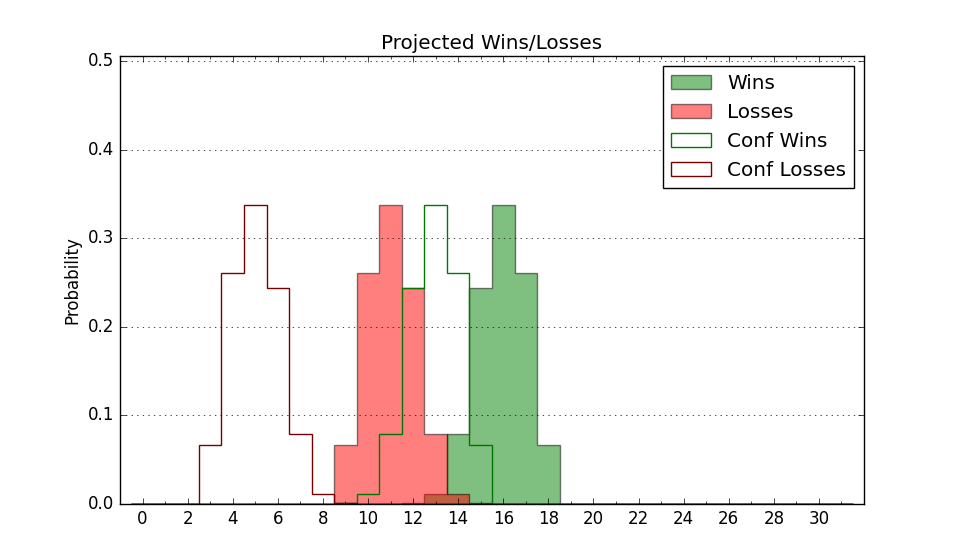 Projected Wins/Losses
Probability
0.5
0.4
0.3
0.2
0.1
0.0
Wins
Losses
Conf Wins
Conf Losses
0 2 4 6 8 10 12 14 16 18 20 22 24 26 28 30